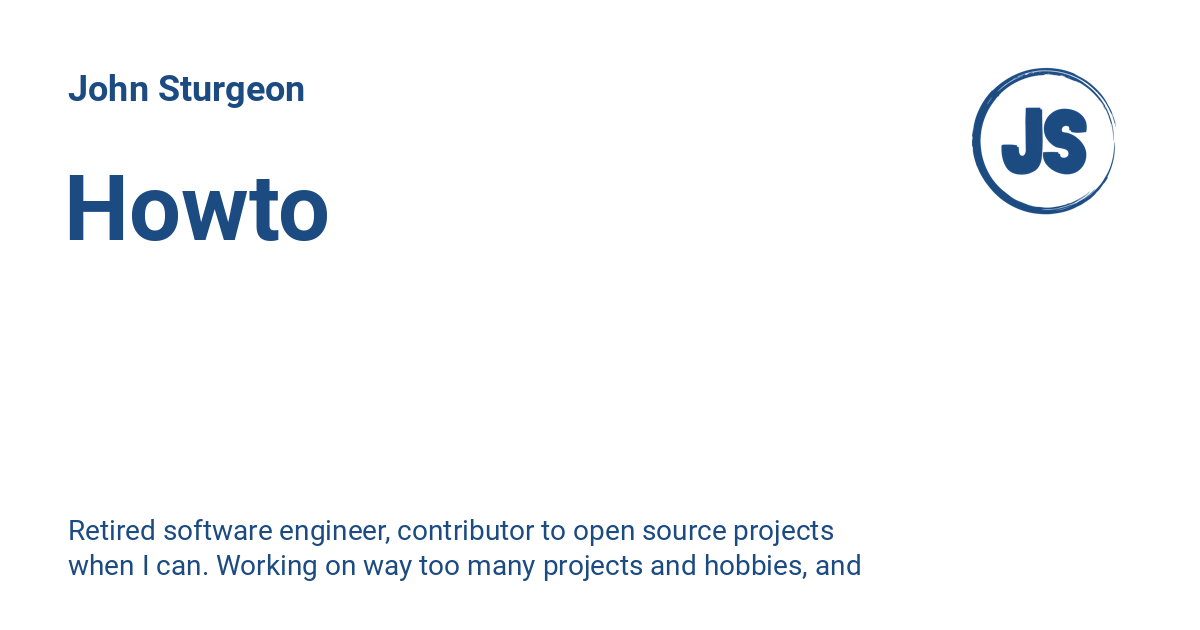 John Sturgeon
JS
Howto
Retired software engineer, contributor to open source projects
when I can. Working on way too many projects and hobbies, and